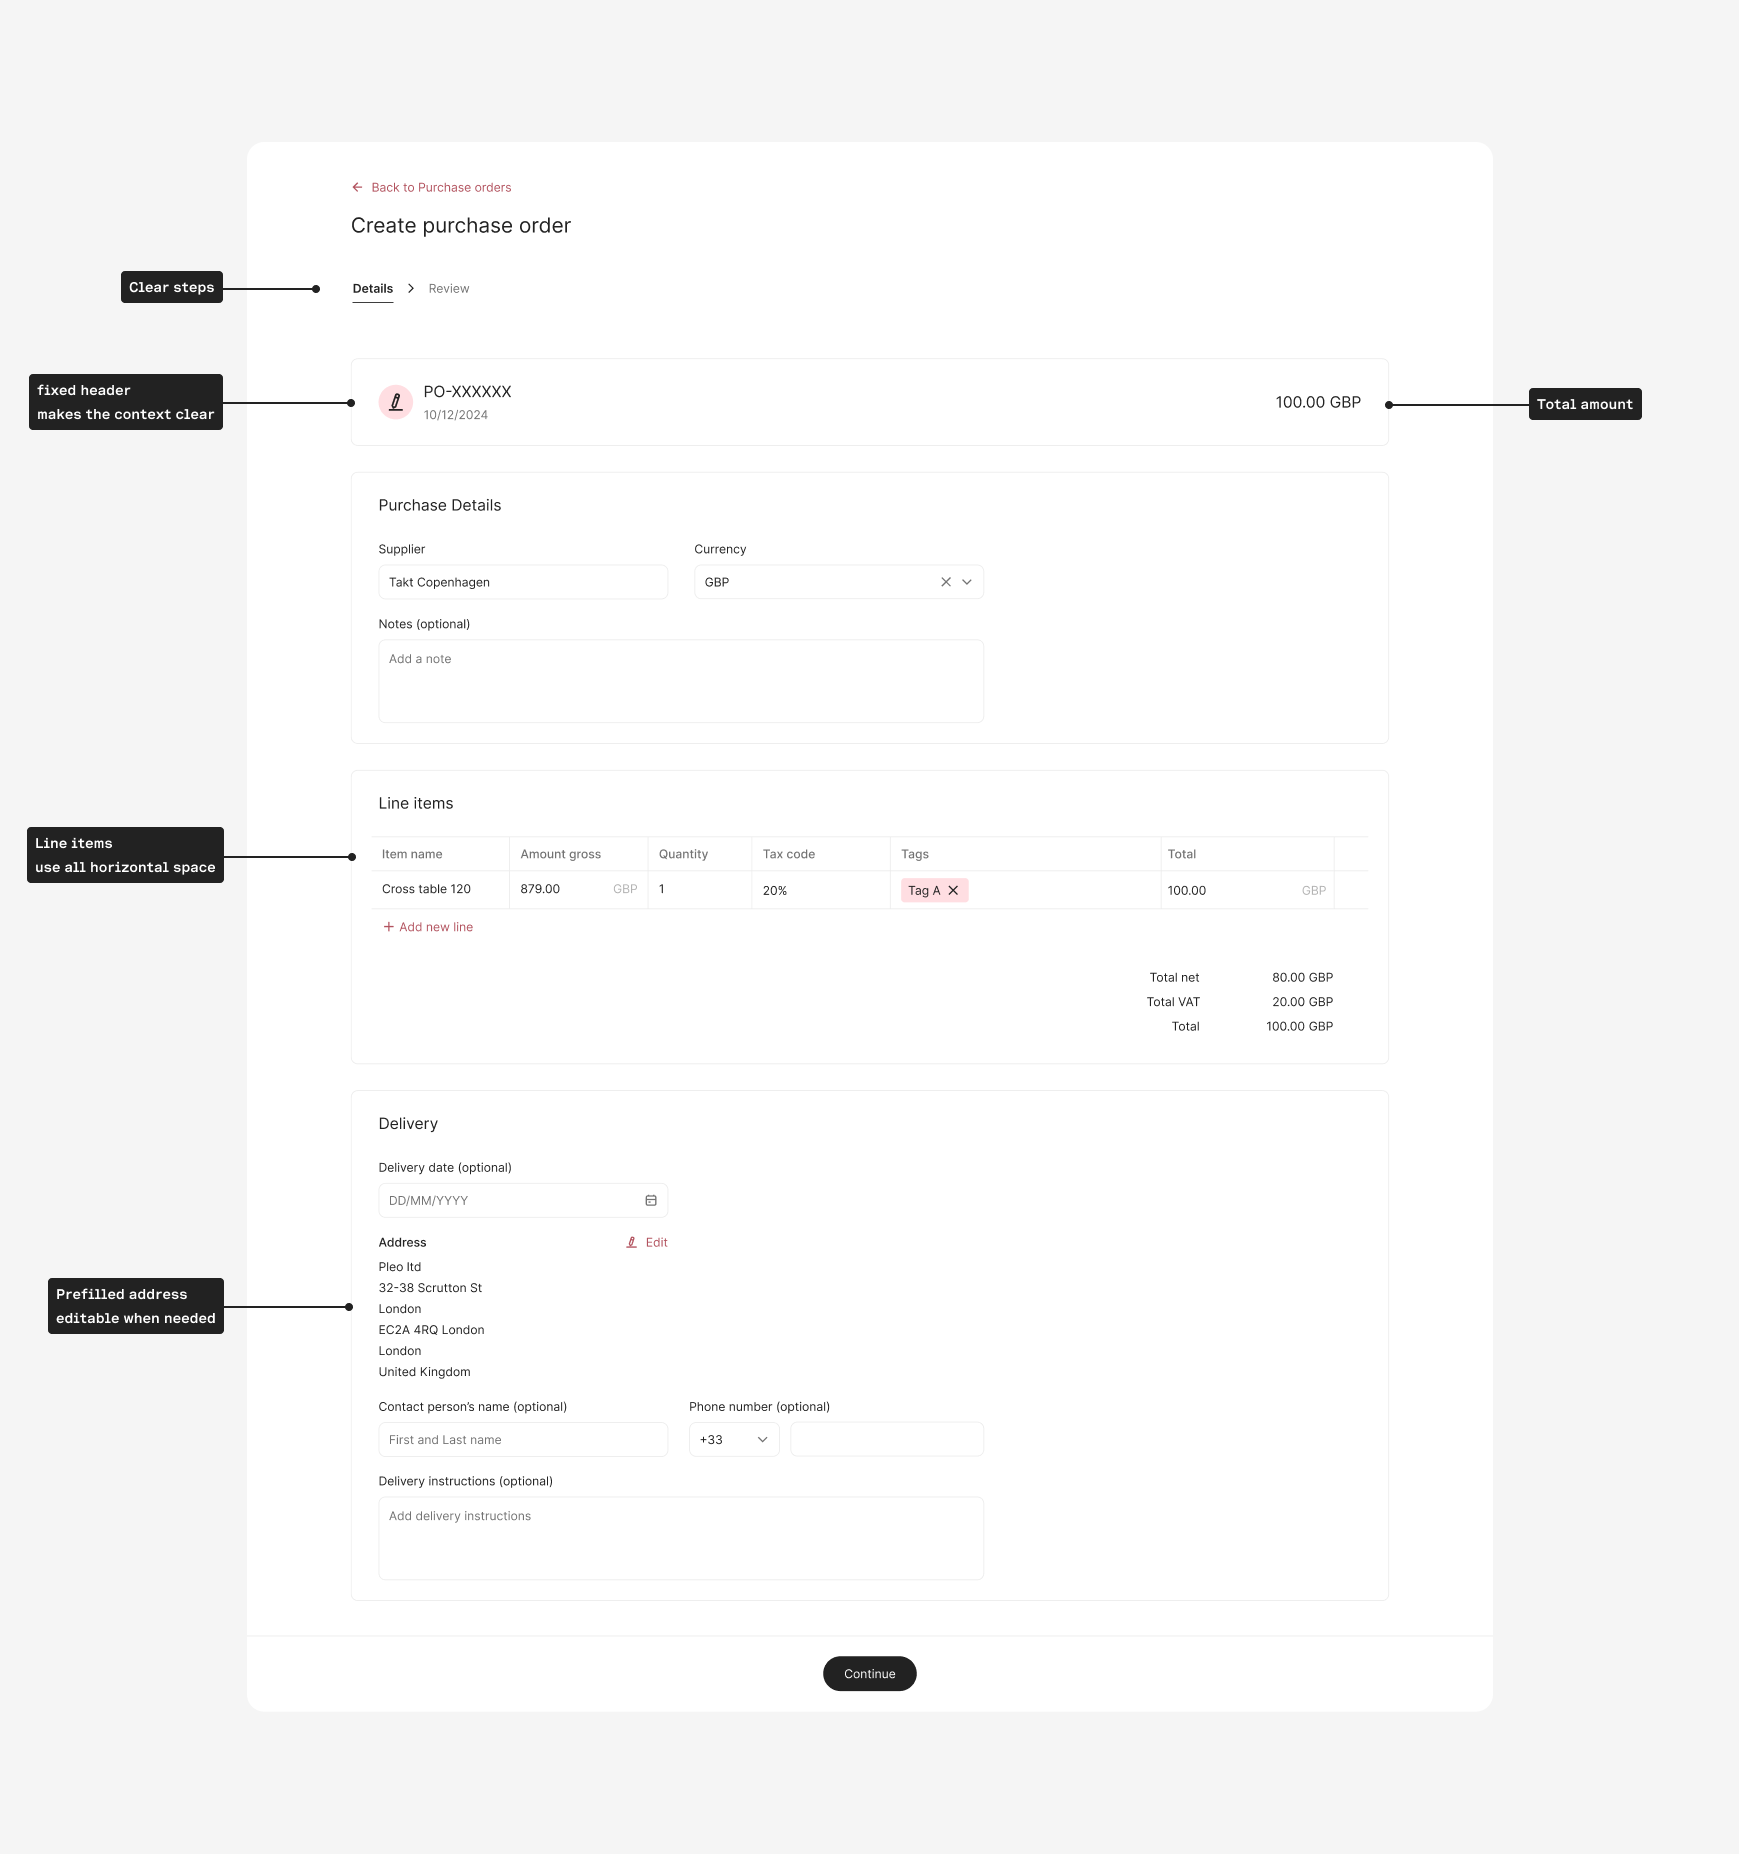 Back to Purchase orders
Create purchase order
Clear steps
Details > Review
fixed header
makes the context clear
PO-XXXXXX
10/12/2024
100.00 GBP
Total amount
Purchase Details
Supplier Currency
Takt Copenhagen GBP
Notes (optional)
Add a note
Line items
Line items
use all horizontal space
Item name Amount gross Quantity Tax code Tags Total
Cross table 120 879.00 GBP 1 20% Tag A 100.00 GBP
+ Add new line
Total net 80.00 GBP
Total VAT 20.00 GBP
Total 100.00 GBP
Delivery
Delivery date (optional)
DD/MM/YYYY
Address Edit
Pleo ltd
32-38 Scrutton St
London
EC2A 4RQ London
London
United Kingdom
Prefilled address
editable when needed
Contact person's name (optional) Phone number (optional)
First and Last name +33
Delivery instructions (optional)
Add delivery instructions
Continue